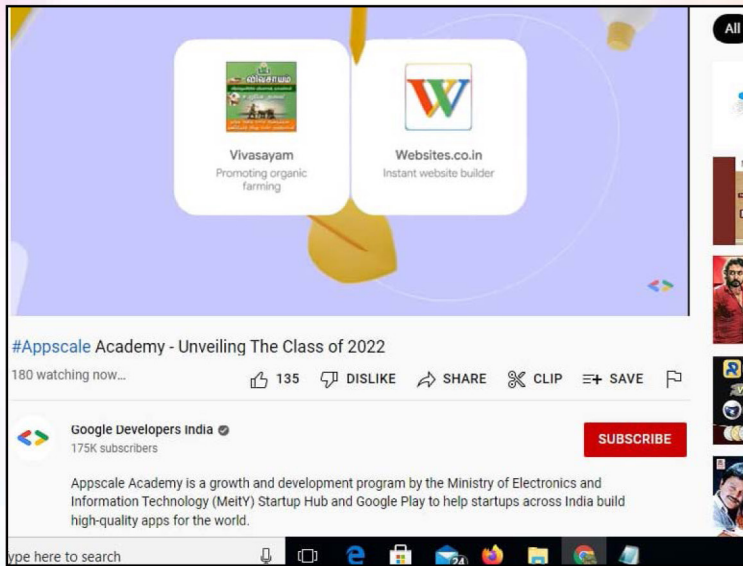 All
விவசாயம்
Vivasayam
Promoting organic
farming
Websites.co.in
Instant website builder
#Appscale Academy - Unveiling The Class of 2022
180 watching now...
135 DISLIKE SHARE CLIP SAVE
Google Developers India
175K subscribers
SUBSCRIBE
Appscale Academy is a growth and development program by the Ministry of Electronics and
Information Technology (MeitY) Startup Hub and Google Play to help startups across India build
high-quality apps for the world.
ype here to search
24